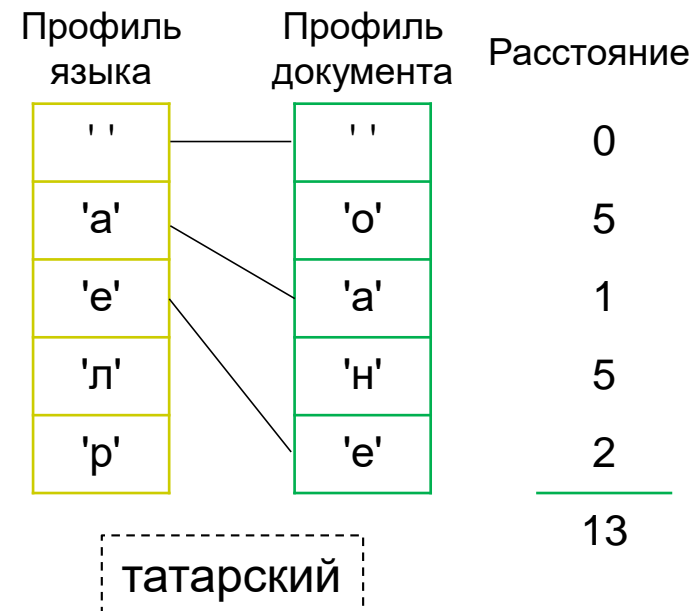 Профиль языка Профиль документа Расстояние
' ' ' ' 0
'а' 'о' 5
'е' 'а' 1
'л' 'н' 5
'р' 'е' 2
13
татарский